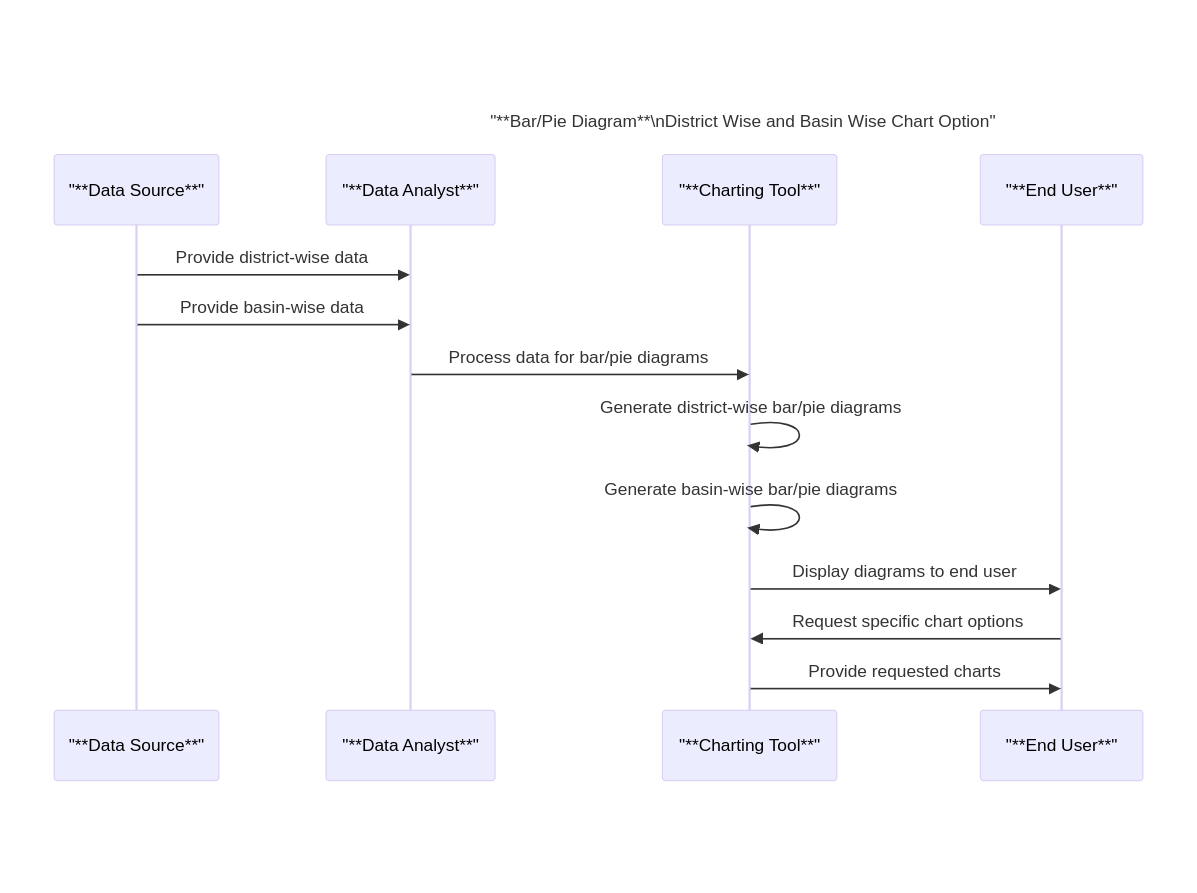 "**Bar/Pie Diagram**\nDistrict Wise and Basin Wise Chart Option"
"**Data Source**"
"**Data Analyst**"
"**Charting Tool**"
"**End User**"
Provide district-wise data
Provide basin-wise data
Process data for bar/pie diagrams
Generate district-wise bar/pie diagrams
Generate basin-wise bar/pie diagrams
Display diagrams to end user
Request specific chart options
Provide requested charts
"**Data Source**"
"**Data Analyst**"
"**Charting Tool**"
"**End User**"